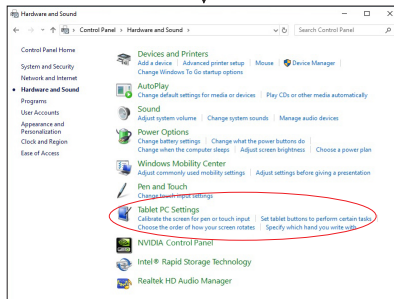 Hardware and Sound
Control Panel > Hardware and Sound >
Search Control Panel
Control Panel Home
System and Security
Network and Internet
Hardware and Sound
Programs
User Accounts
Appearance and
Personalization
Clock and Region
Ease of Access
Devices and Printers
Add a device | Advanced printer setup | Mouse | Device Manager |
Change Windows To Go startup options
AutoPlay
Change default settings for media or devices | Play CDs or other media automatically
Sound
Adjust system volume | Change system sounds | Manage audio devices
Power Options
Change battery settings | Change what the power buttons do |
Change when the computer sleeps | Adjust screen brightness | Choose a power plan
Windows Mobility Center
Adjust commonly used mobility settings | Adjust settings before giving a presentation
Pen and Touch
Change touch input settings
Tablet PC Settings
Calibrate the screen for pen or touch input | Set tablet buttons to perform certain tasks
Choose the order of how your screen rotates | Specify which hand you write with
NVIDIA Control Panel
Intel® Rapid Storage Technology
Realtek HD Audio Manager